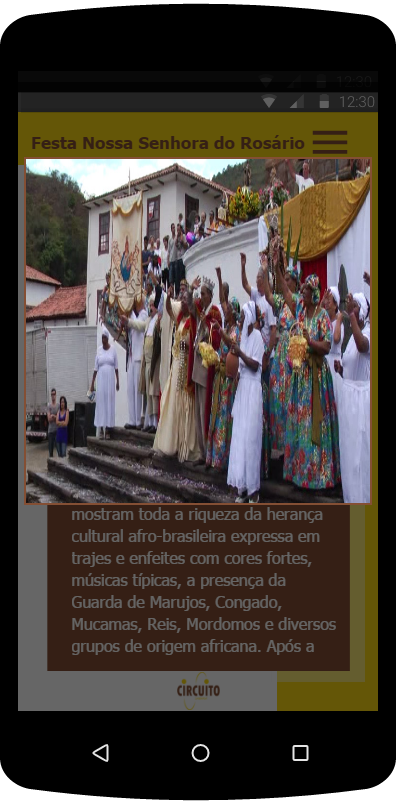 12:30
12:30
Festa Nossa Senhora do Rosário
mostram toda a riqueza da herança
cultural afro-brasileira expressa em
trajes e enfeites com cores fortes,
músicas típicas, a presença da
Guarda de Marujos, Congado,
Mucamas, Reis, Mordomos e diversos
grupos de origem africana. Após a
CIRCUITO